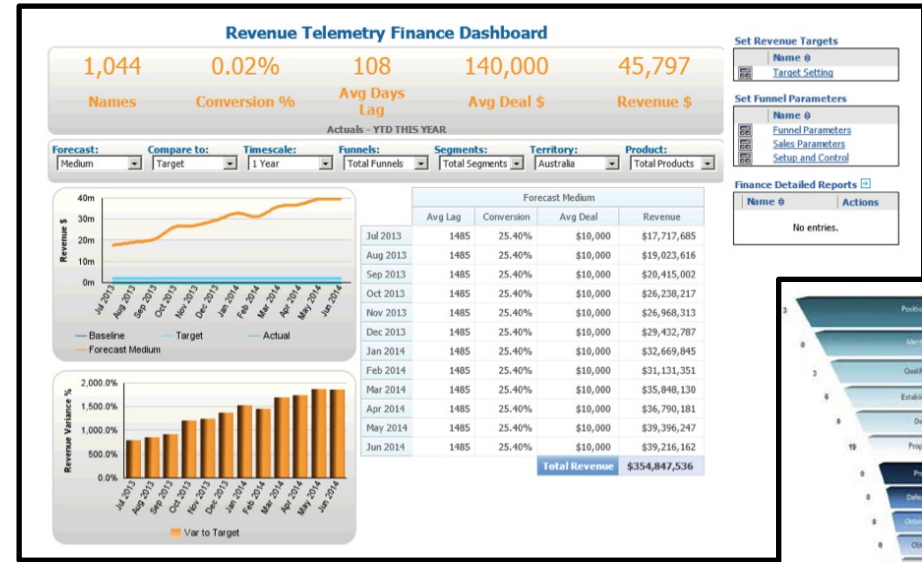 Revenue Telemetry Finance Dashboard
1,044 0.02% 108 140,000 45,797
Names Conversion % Avg Days Lag Avg Deal $ Revenue $
Actuals - YTD THIS YEAR
Forecast: Compare to: Timescale: Funnels: Segments: Territory: Product:
Medium Target 1 Year Total Funnels Total Segments Australia Total Products
Revenue $
40m
30m
20m
10m
0m
Jul 2013 Aug 2013 Sep 2013 Oct 2013 Nov 2013 Dec 2013 Jan 2014 Feb 2014 Mar 2014 Apr 2014 May 2014 Jun 2014
Baseline Target Actual
Forecast Medium
Revenue Variance %
2,000.0%
1,500.0%
1,000.0%
500.0%
0.0%
Jul 2013 Aug 2013 Sep 2013 Oct 2013 Nov 2013 Dec 2013 Jan 2014 Feb 2014 Mar 2014 Apr 2014 May 2014 Jun 2014
Var to Target
Forecast Medium
Avg Lag Conversion Avg Deal Revenue
Jul 2013 1485 25.40% $10,000 $17,717,685
Aug 2013 1485 25.40% $10,000 $19,023,616
Sep 2013 1485 25.40% $10,000 $20,415,002
Oct 2013 1485 25.40% $10,000 $26,238,217
Nov 2013 1485 25.40% $10,000 $26,968,313
Dec 2013 1485 25.40% $10,000 $29,432,787
Jan 2014 1485 25.40% $10,000 $32,669,845
Feb 2014 1485 25.40% $10,000 $31,131,351
Mar 2014 1485 25.40% $10,000 $35,848,130
Apr 2014 1485 25.40% $10,000 $36,790,181
May 2014 1485 25.40% $10,000 $39,396,247
Jun 2014 1485 25.40% $10,000 $39,216,162
Total Revenue $354,847,536
Set Revenue Targets
Name
Target Setting
Set Funnel Parameters
Name
Funnel Parameters
Sales Parameters
Setup and Control
Finance Detailed Reports
Name Actions
No entries.
3 Positio
3 Qualif
6 Establi
0 De
19 Prop